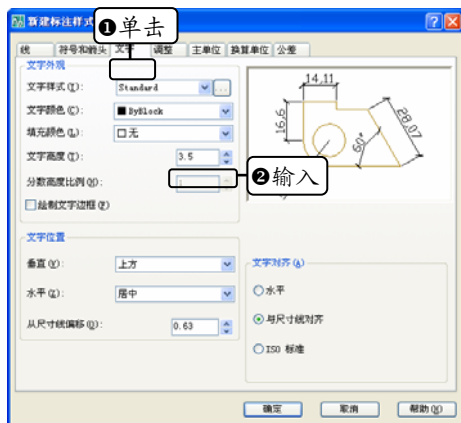 新建标注样式
❶单击
线 符号和箭头 文字 调整 主单位 换算单位 公差
文字外观
文字样式(Y): Standard ...
文字颜色(C): ByBlock
填充颜色(L): 无
文字高度(T): 3.5
分数高度比例(H):
绘制文字边框(F)
14,11
16,6
28,07
60°
❷输入
文字位置
垂直(V): 上方
水平(Z): 居中
从尺寸线偏移(O): 0.63
文字对齐(A)
水平
与尺寸线对齐
ISO 标准
确定 取消 帮助(H)